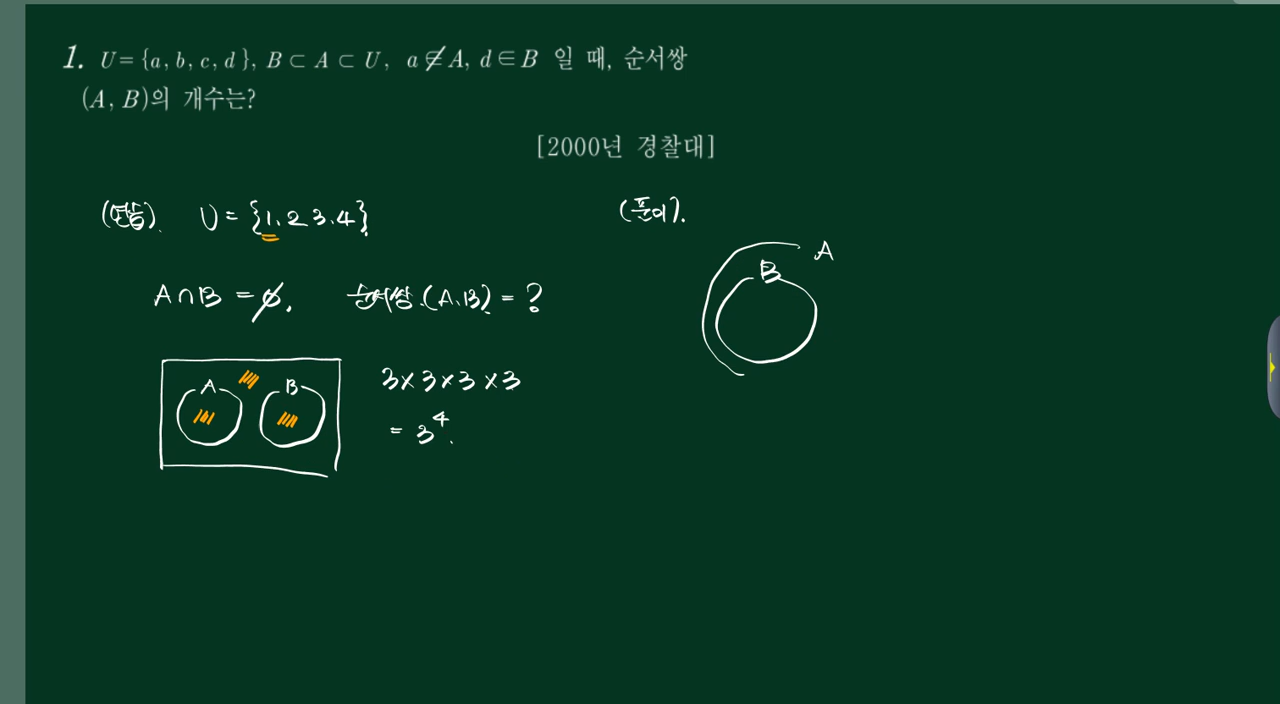 1. U={a, b, c, d}, B⊂A⊂U, a∉A, d∈B 일 때, 순서쌍
(A, B)의 개수는?
[2000년 경찰대]
(연습). U = {1. 2 3. 4}
A∩B = ∅. 순서쌍.(A.B) = ?
A B
3×3×3×3
= 3⁴.
(풀이).
A
B